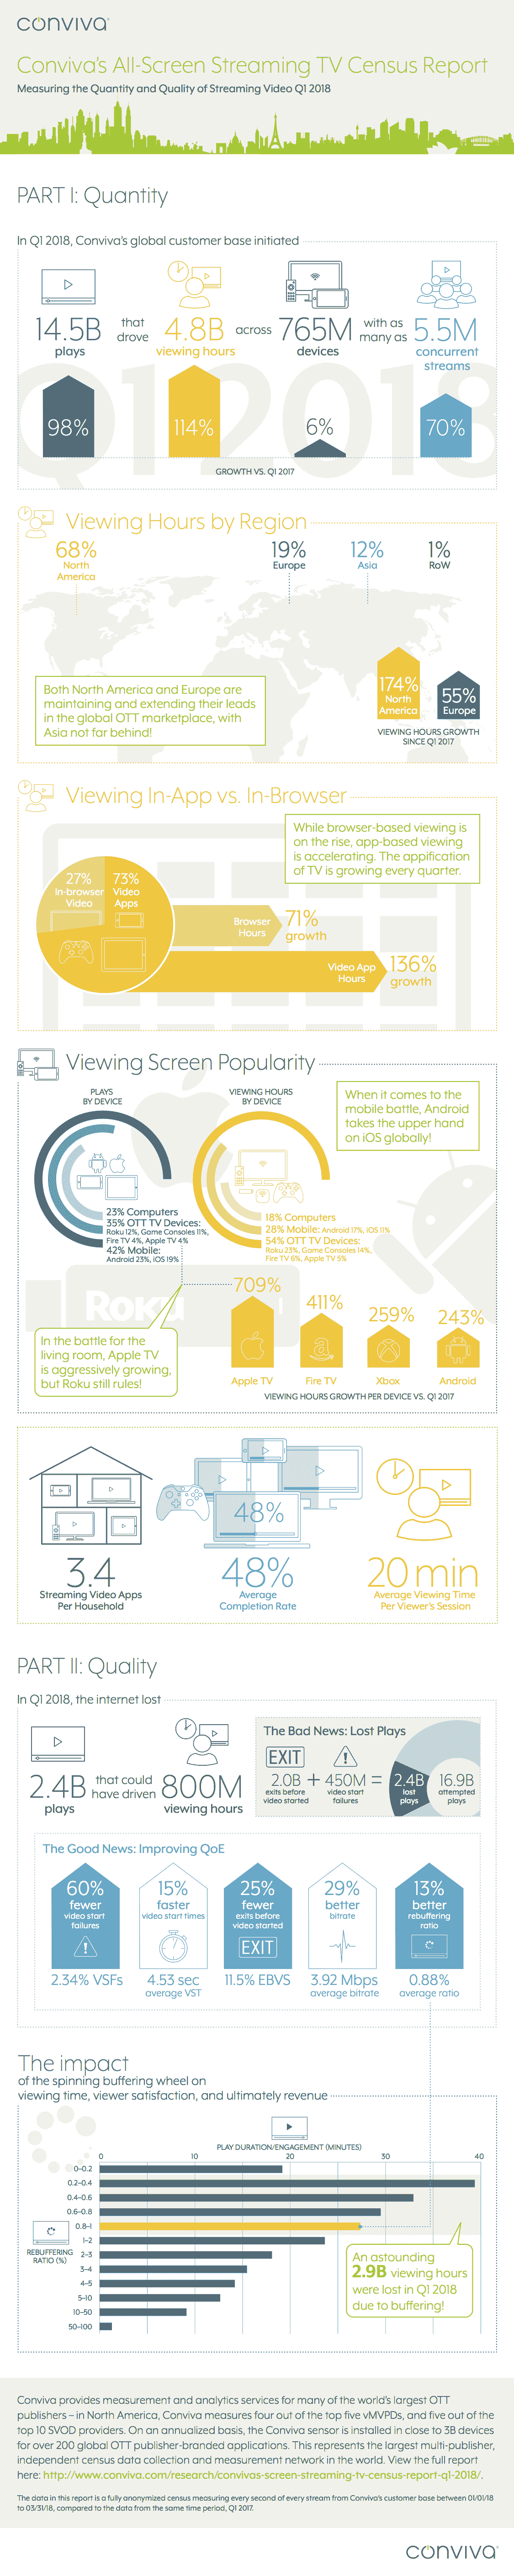 conviva
Conviva's All-Screen Streaming TV Census Report
Measuring the Quantity and Quality of Streaming Video Q1 2018
PART I: Quantity
In Q1 2018, Conviva's global customer base initiated
14.5B
plays
that
drove
4.8B
viewing hours
across
765M
devices
with as
many as
5.5M
concurrent
streams
Q1 2018
98%
114%
6%
70%
GROWTH VS. Q1 2017
Viewing Hours by Region
68%
North
America
19%
Europe
12%
Asia
1%
RoW
Both North America and Europe are
maintaining and extending their leads
in the global OTT marketplace, with
Asia not far behind!
174%
North
America
55%
Europe
VIEWING HOURS GROWTH
SINCE Q1 2017
Viewing In-App vs. In-Browser
While browser-based viewing is
on the rise, app-based viewing
is accelerating. The appification
of TV is growing every quarter.
27%
In-browser
Video
73%
Video
Apps
Browser
Hours
71%
growth
Video App
Hours
136%
growth
Viewing Screen Popularity
PLAYS
BY DEVICE
VIEWING HOURS
BY DEVICE
When it comes to the
mobile battle, Android
takes the upper hand
on iOS globally!
23% Computers
35% OTT TV Devices:
Roku 12%, Game Consoles 11%,
Fire TV 4%, Apple TV 4%
42% Mobile:
Android 23%, iOS 19%
18% Computers
28% Mobile: Android 17%, iOS 11%
54% OTT TV Devices:
Roku 23%, Game Consoles 14%,
Fire TV 6%, Apple TV 5%
Roku
In the battle for the
living room, Apple TV
is aggressively growing,
but Roku still rules!
709%
Apple TV
411%
Fire TV
259%
Xbox
243%
Android
VIEWING HOURS GROWTH PER DEVICE VS. Q1 2017
48%
3.4
Streaming Video Apps
Per Household
48%
Average
Completion Rate
20 min
Average Viewing Time
Per Viewer's Session
PART II: Quality
In Q1 2018, the internet lost
2.4B
plays
that could
have driven
800M
viewing hours
The Bad News: Lost Plays
EXIT
2.0B
exits before
video started
+
450M
video start
failures
=
2.4B
lost
plays
16.9B
attempted
plays
The Good News: Improving QoE
60%
fewer
video start
failures
2.34% VSFs
15%
faster
video start times
4.53 sec
average VST
25%
fewer
exits before
video started
EXIT
11.5% EBVS
29%
better
bitrate
3.92 Mbps
average bitrate
13%
better
rebuffering
ratio
0.88%
average ratio
The impact
of the spinning buffering wheel on
viewing time, viewer satisfaction, and ultimately revenue
PLAY DURATION/ENGAGEMENT (MINUTES)
0 10 20 30 40
0–0.2
0.2–0.4
0.4–0.6
0.6–0.8
0.8–1
1–2
REBUFFERING
RATIO (%)
2–3
3–4
4–5
5–10
10–50
50–100
An astounding
2.9B viewing hours
were lost in Q1 2018
due to buffering!
Conviva provides measurement and analytics services for many of the world's largest OTT
publishers – in North America, Conviva measures four out of the top five vMVPDs, and five out of the
top 10 SVOD providers. On an annualized basis, the Conviva sensor is installed in close to 3B devices
for over 200 global OTT publisher-branded applications. This represents the largest multi-publisher,
independent census data collection and measurement network in the world. View the full report
here: http://www.conviva.com/research/convivas-screen-streaming-tv-census-report-q1-2018/.
The data in this report is a fully anonymized census measuring every second of every stream from Conviva's customer base between 01/01/18
to 03/31/18, compared to the data from the same time period, Q1 2017.
conviva